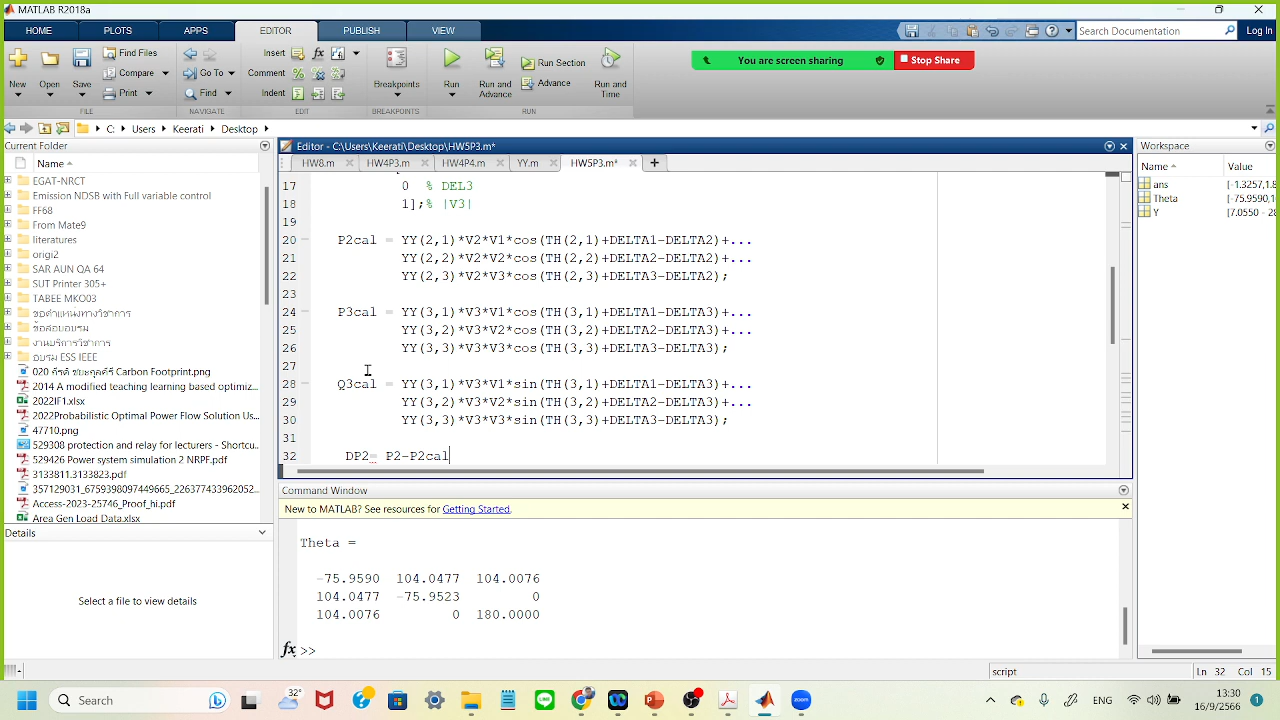 MATLAB R2018a
HOME PLOTS APPS EDITOR PUBLISH VIEW
Search Documentation Log In
New Open Save Find Files Compare Print
Go To Find
Insert Comment Indent
Breakpoints
Run Run and Advance Run Section Advance Run and Time
You are screen sharing Stop Share
FILE NAVIGATE EDIT BREAKPOINTS RUN
C: Users Keerati Desktop
Current Folder
Name
EGAT-NRCT
Emission NDSB with Full variable control
FF68
From Mate9
literatures
origi2
SAR AUN QA 64
SUT Printer 305+
TABEE MKO03
ขอตำแหน่งทางวิชาการ
ข้อสอบอบรม
งานบริการวิชาการ
อบรม ESS IEEE
Carbon Footprint.png
2014 A modified teaching learning based optimiz...
2022IF1.xlsx
2022Probabilistic Optimal Power Flow Solution Us...
47710.png
529308 protection and relay for lecturers - Shortcu...
529426 Power system simulation 2 NRPF.pdf
3133811.3133823.pdf
357129031_6759398097449665_226377433962052...
Access-2023-25746_Proof_hi.pdf
Area Gen Load Data.xlsx
Details
Select a file to view details
Editor - C:\Users\Keerati\Desktop\HW5P3.m*
HW8.m HW4P3.m HW4P4.m YY.m HW5P3.m*
17 0 % DEL3
18 1];% |V3|
19
20 P2cal = YY(2,1)*V2*V1*cos(TH(2,1)+DELTA1-DELTA2)+...
21 YY(2,2)*V2*V2*cos(TH(2,2)+DELTA2-DELTA2)+...
22 YY(2,3)*V2*V3*cos(TH(2,3)+DELTA3-DELTA2);
23
24 P3cal = YY(3,1)*V3*V1*cos(TH(3,1)+DELTA1-DELTA3)+...
25 YY(3,2)*V3*V2*cos(TH(3,2)+DELTA2-DELTA3)+...
26 YY(3,3)*V3*V3*cos(TH(3,3)+DELTA3-DELTA3);
27
28 Q3cal = YY(3,1)*V3*V1*sin(TH(3,1)+DELTA1-DELTA3)+...
29 YY(3,2)*V3*V2*sin(TH(3,2)+DELTA2-DELTA3)+...
30 YY(3,3)*V3*V3*sin(TH(3,3)+DELTA3-DELTA3);
31
32 DP2= P2-P2cal
Command Window
New to MATLAB? See resources for Getting Started.
Theta =
-75.9590 104.0477 104.0076
104.0477 -75.9523 0
104.0076 0 180.0000
fx >>
Workspace
Name Value
ans [-1.3257,1.8...
Theta [-75.9590,1...
Y [7.0550 - 28...
script Ln 32 Col 15
Search 32° ENG 13:30
16/9/2566